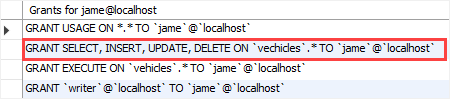 Grants for jame@localhost
GRANT USAGE ON *.* TO `jame`@`localhost`
GRANT SELECT, INSERT, UPDATE, DELETE ON `vechicles`.* TO `jame`@`localhost`
GRANT EXECUTE ON `vehicles`.* TO `jame`@`localhost`
GRANT `writer`@`localhost` TO `jame`@`localhost`